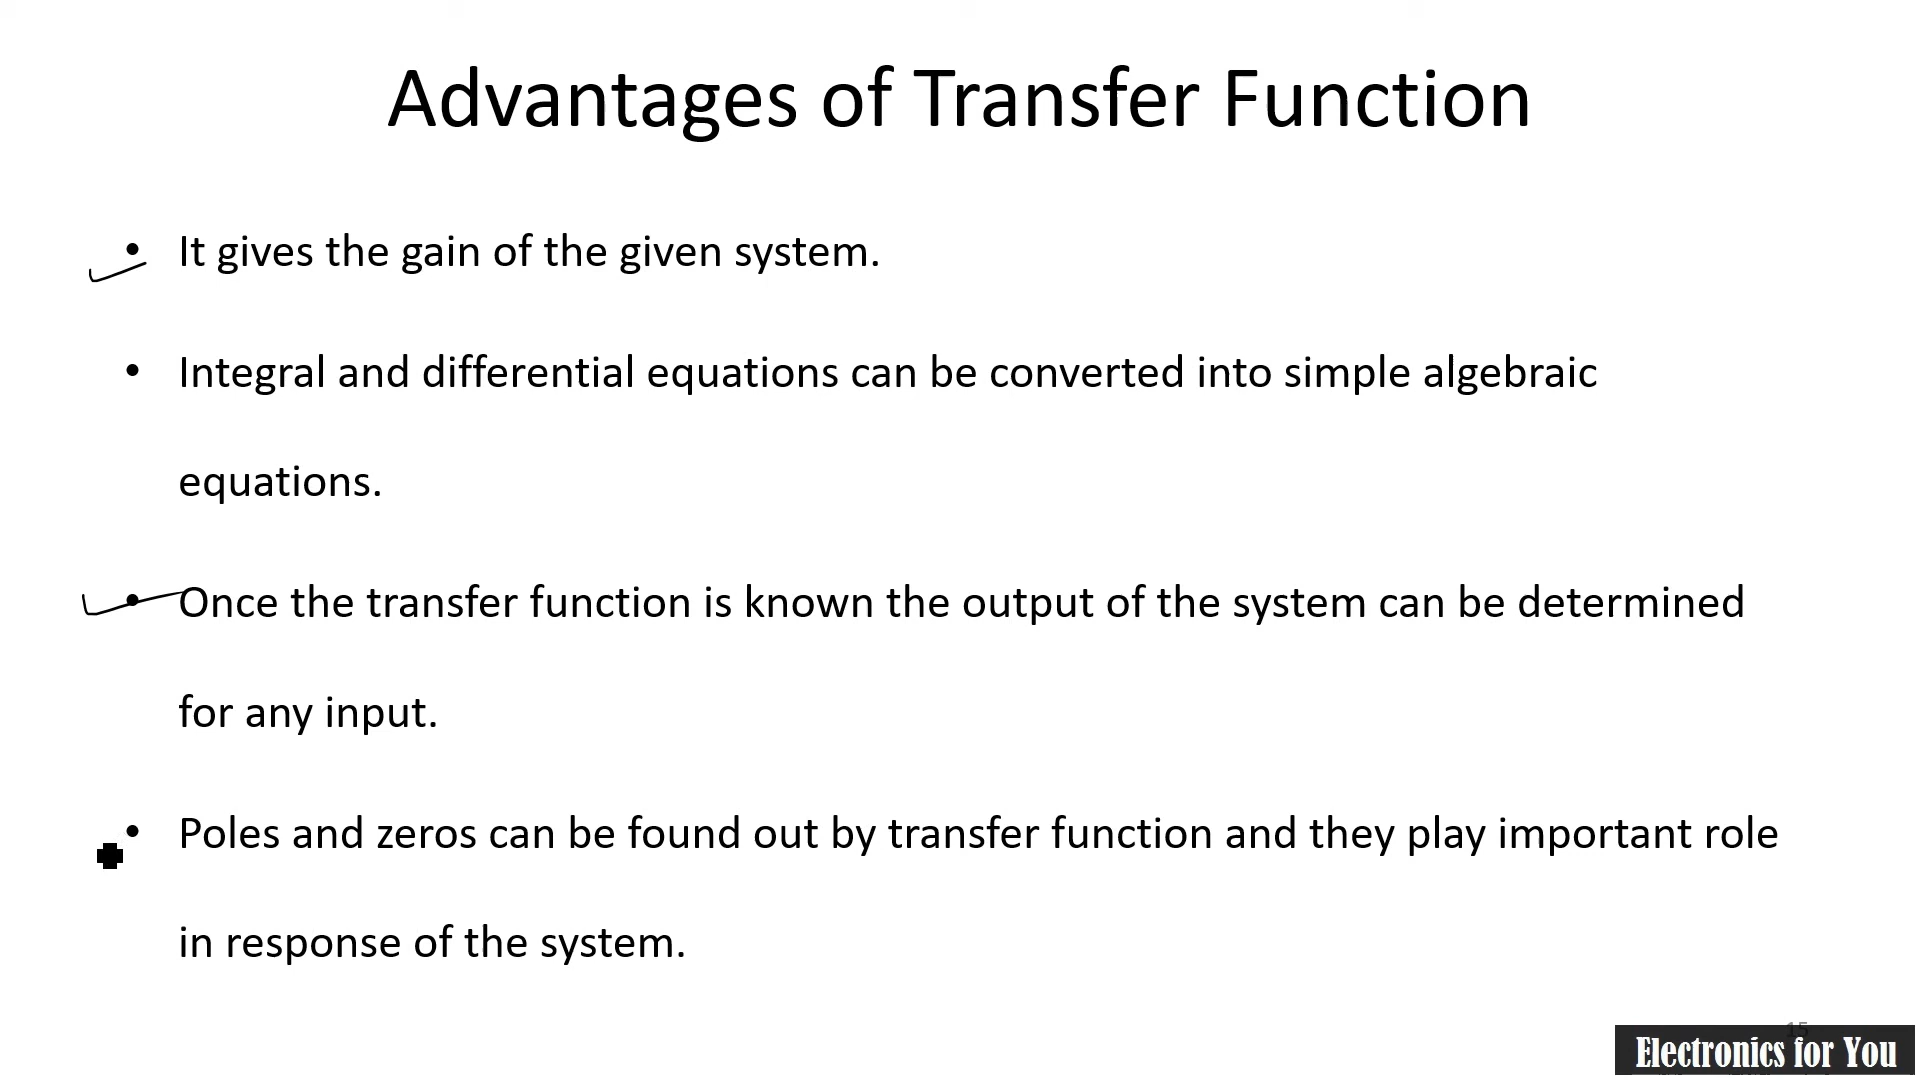 Advantages of Transfer Function
• It gives the gain of the given system.
• Integral and differential equations can be converted into simple algebraic
equations.
• Once the transfer function is known the output of the system can be determined
for any input.
• Poles and zeros can be found out by transfer function and they play important role
in response of the system.
15
Electronics for You